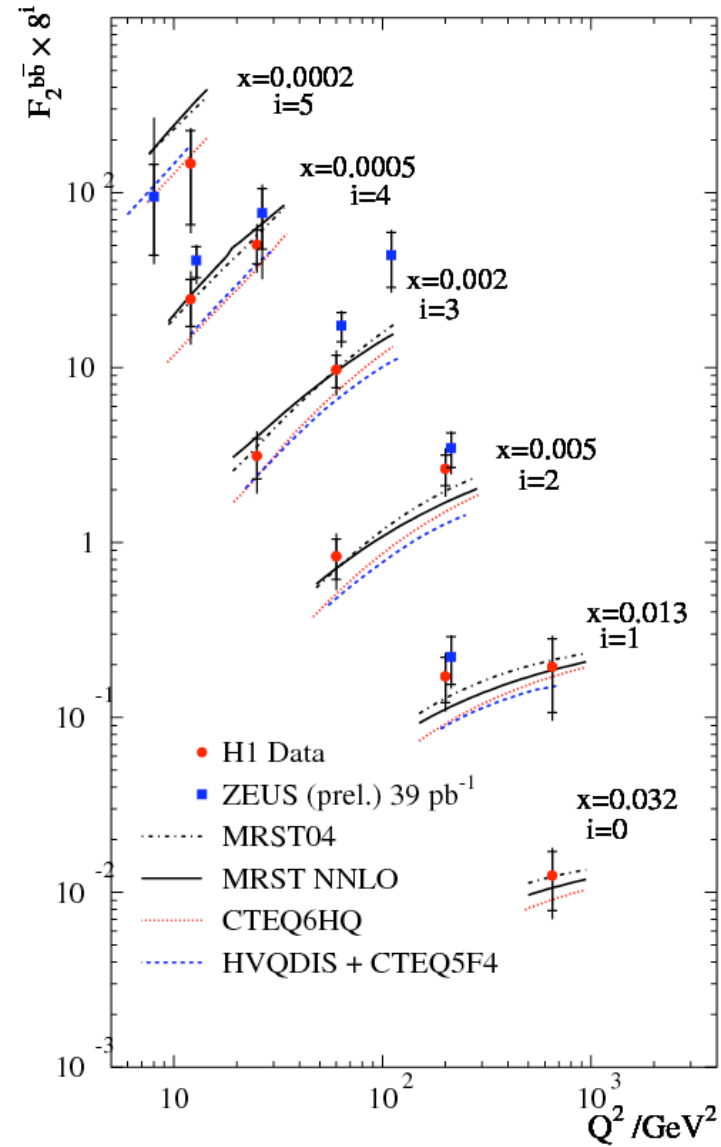 F₂ᵇᵇ̅ × 8ⁱ
x=0.0002
i=5
x=0.0005
i=4
x=0.002
i=3
x=0.005
i=2
x=0.013
i=1
x=0.032
i=0
10²
10
1
10⁻¹
10⁻²
10⁻³
H1 Data
ZEUS (prel.) 39 pb⁻¹
MRST04
MRST NNLO
CTEQ6HQ
HVQDIS + CTEQ5F4
10 10² 10³
Q² /GeV²